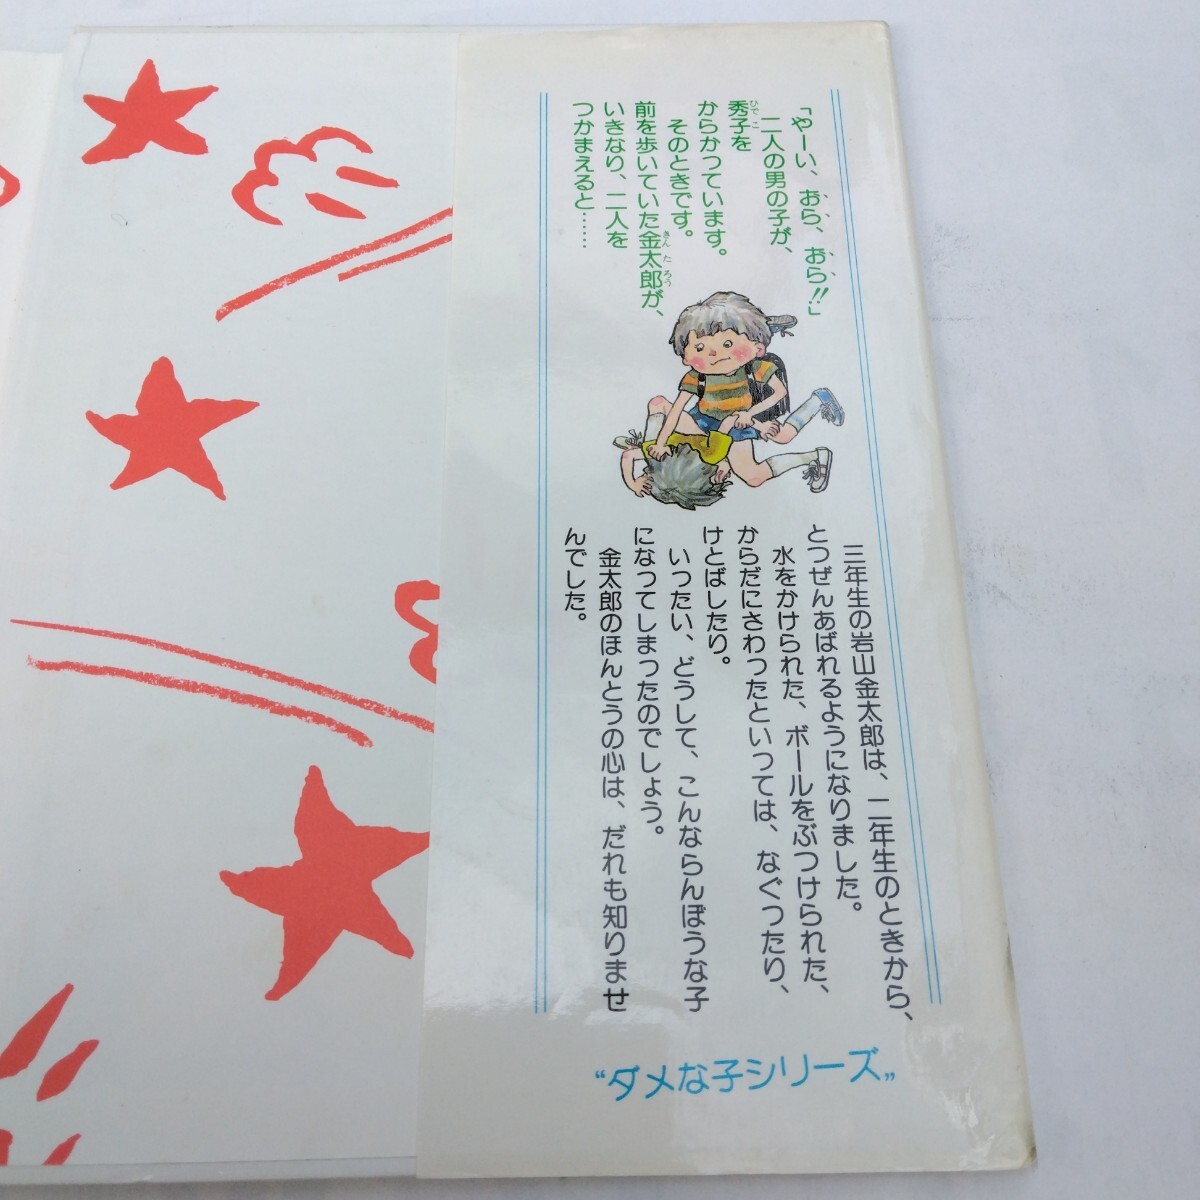 「やーい、おら、おら!!」
二人の男の子が、
秀子を
からかっています。
そのときです。
前を歩いていた金太郎が、
いきなり、二人を
つかまえると……
ひでこ
きんたろう
三年生の岩山金太郎は、二年生のときから、
とつぜんあばれるようになりました。
水をかけられた、ボールをぶつけられた、
からだにさわったといっては、なぐったり、
けとばしたり。
いったい、どうして、こんならんぼうな子
になってしまったのでしょう。
金太郎のほんとうの心は、だれも知りませ
んでした。
“ダメな子シリーズ”